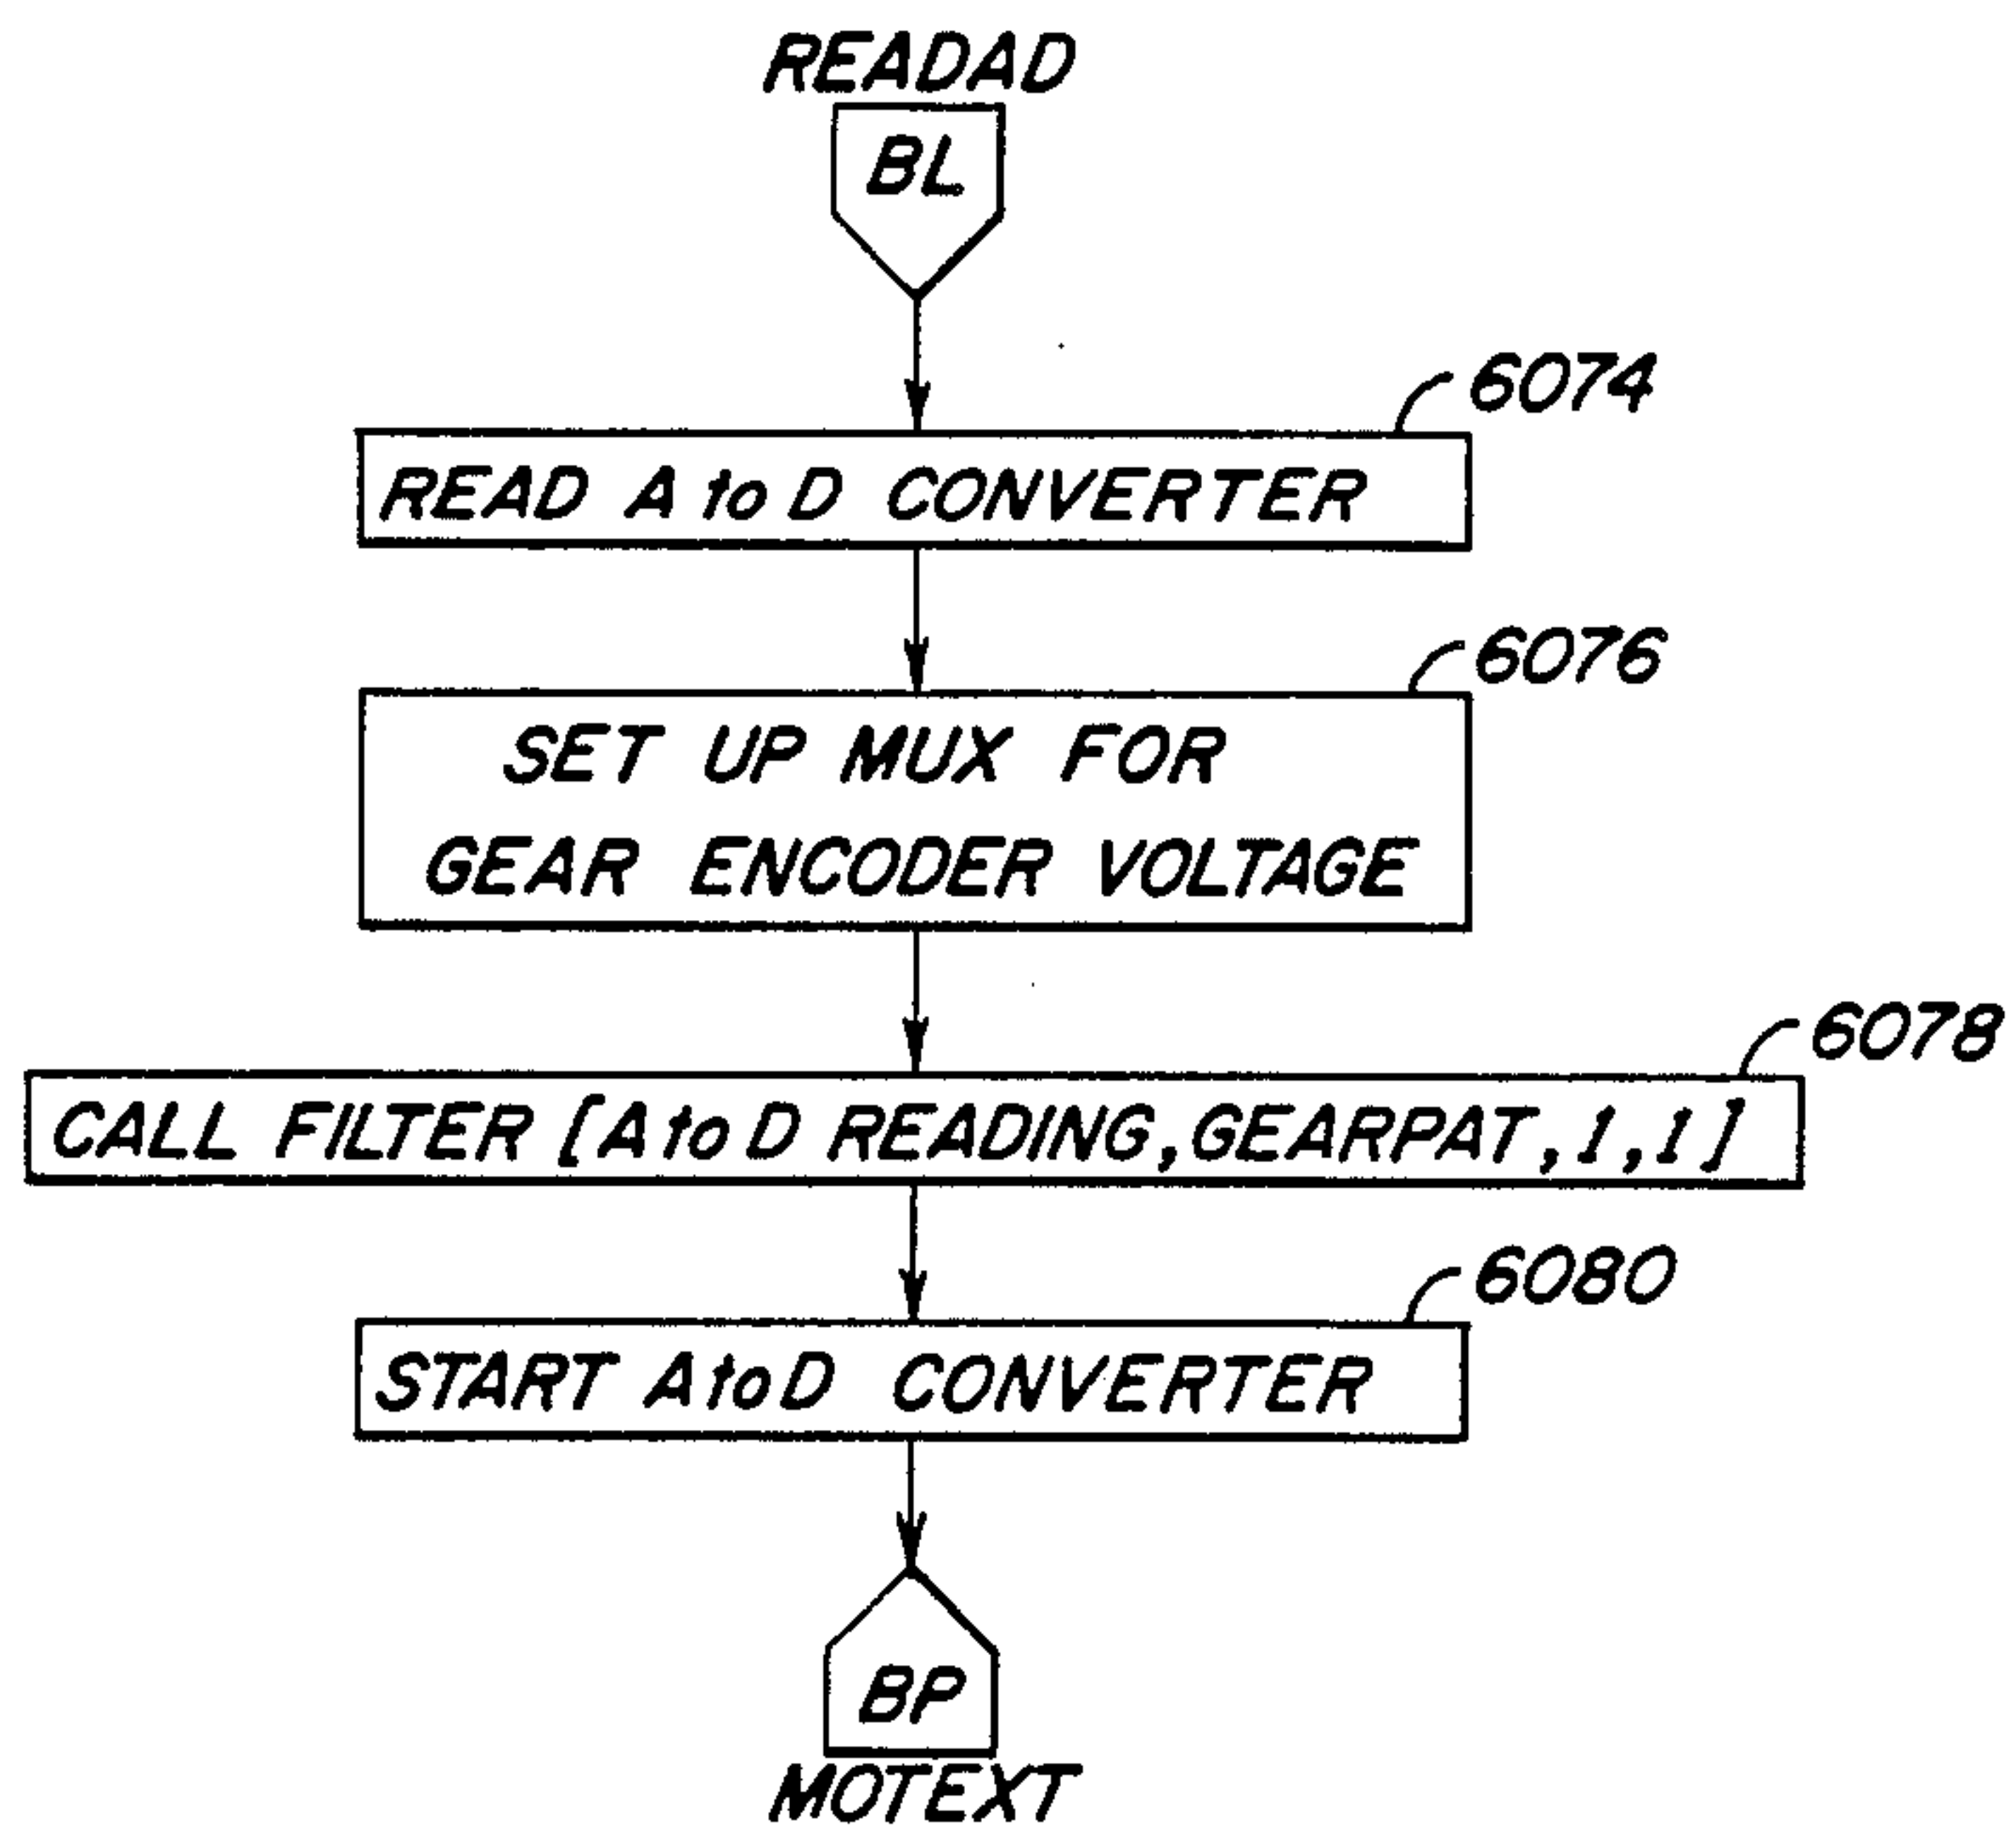 READAD
BL
6074
READ A to D CONVERTER
6076
SET UP MUX FOR
GEAR ENCODER VOLTAGE
6078
CALL FILTER [A to D READING, GEARPAT, 1, 1]
6080
START A to D CONVERTER
BP
MOTEXT